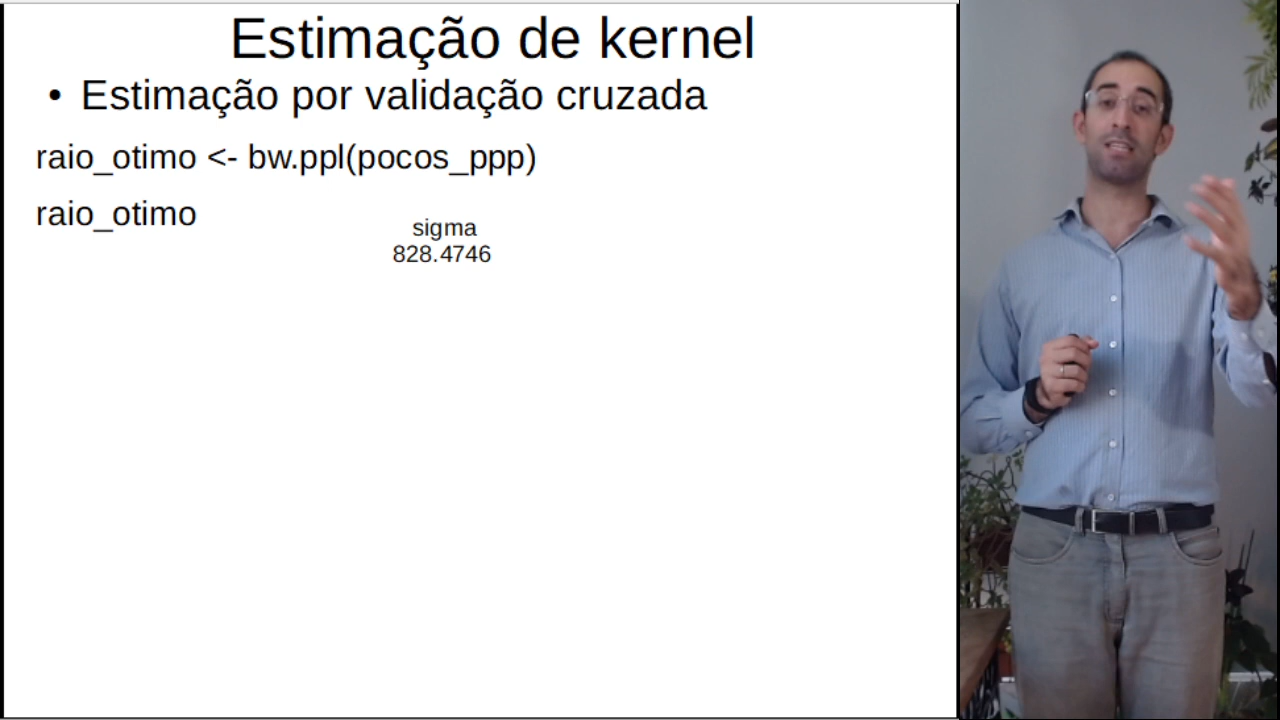 Estimação de kernel
• Estimação por validação cruzada
raio_otimo <- bw.ppl(pocos_ppp)
raio_otimo
sigma
828.4746